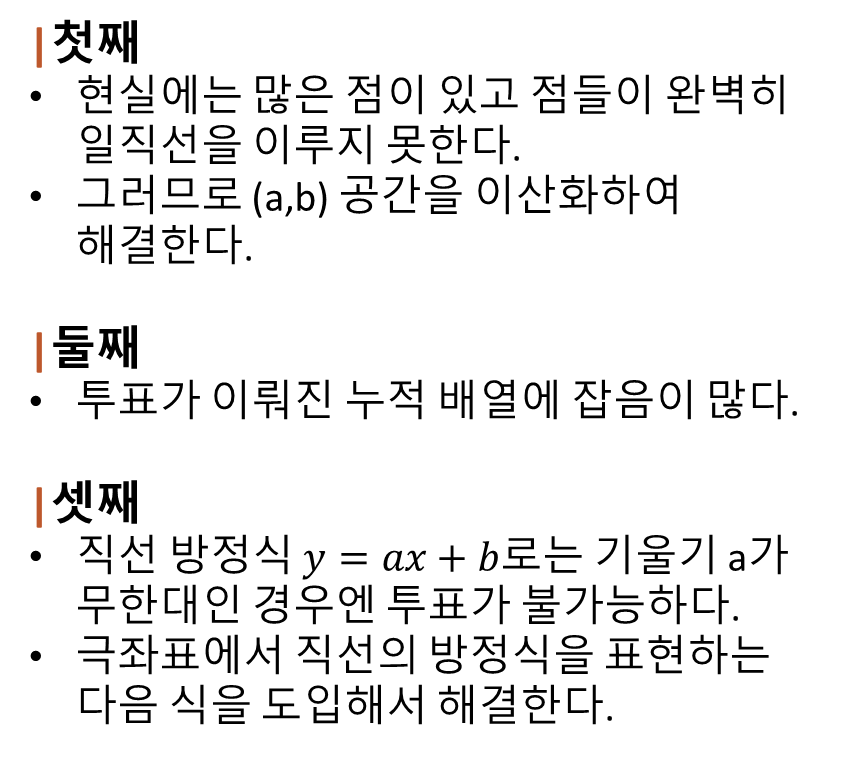 첫째
• 현실에는 많은 점이 있고 점들이 완벽히
일직선을 이루지 못한다.
• 그러므로 (a,b) 공간을 이산화하여
해결한다.
둘째
• 투표가 이뤄진 누적 배열에 잡음이 많다.
셋째
• 직선 방정식 y = ax + b로는 기울기 a가
무한대인 경우엔 투표가 불가능하다.
• 극좌표에서 직선의 방정식을 표현하는
다음 식을 도입해서 해결한다.